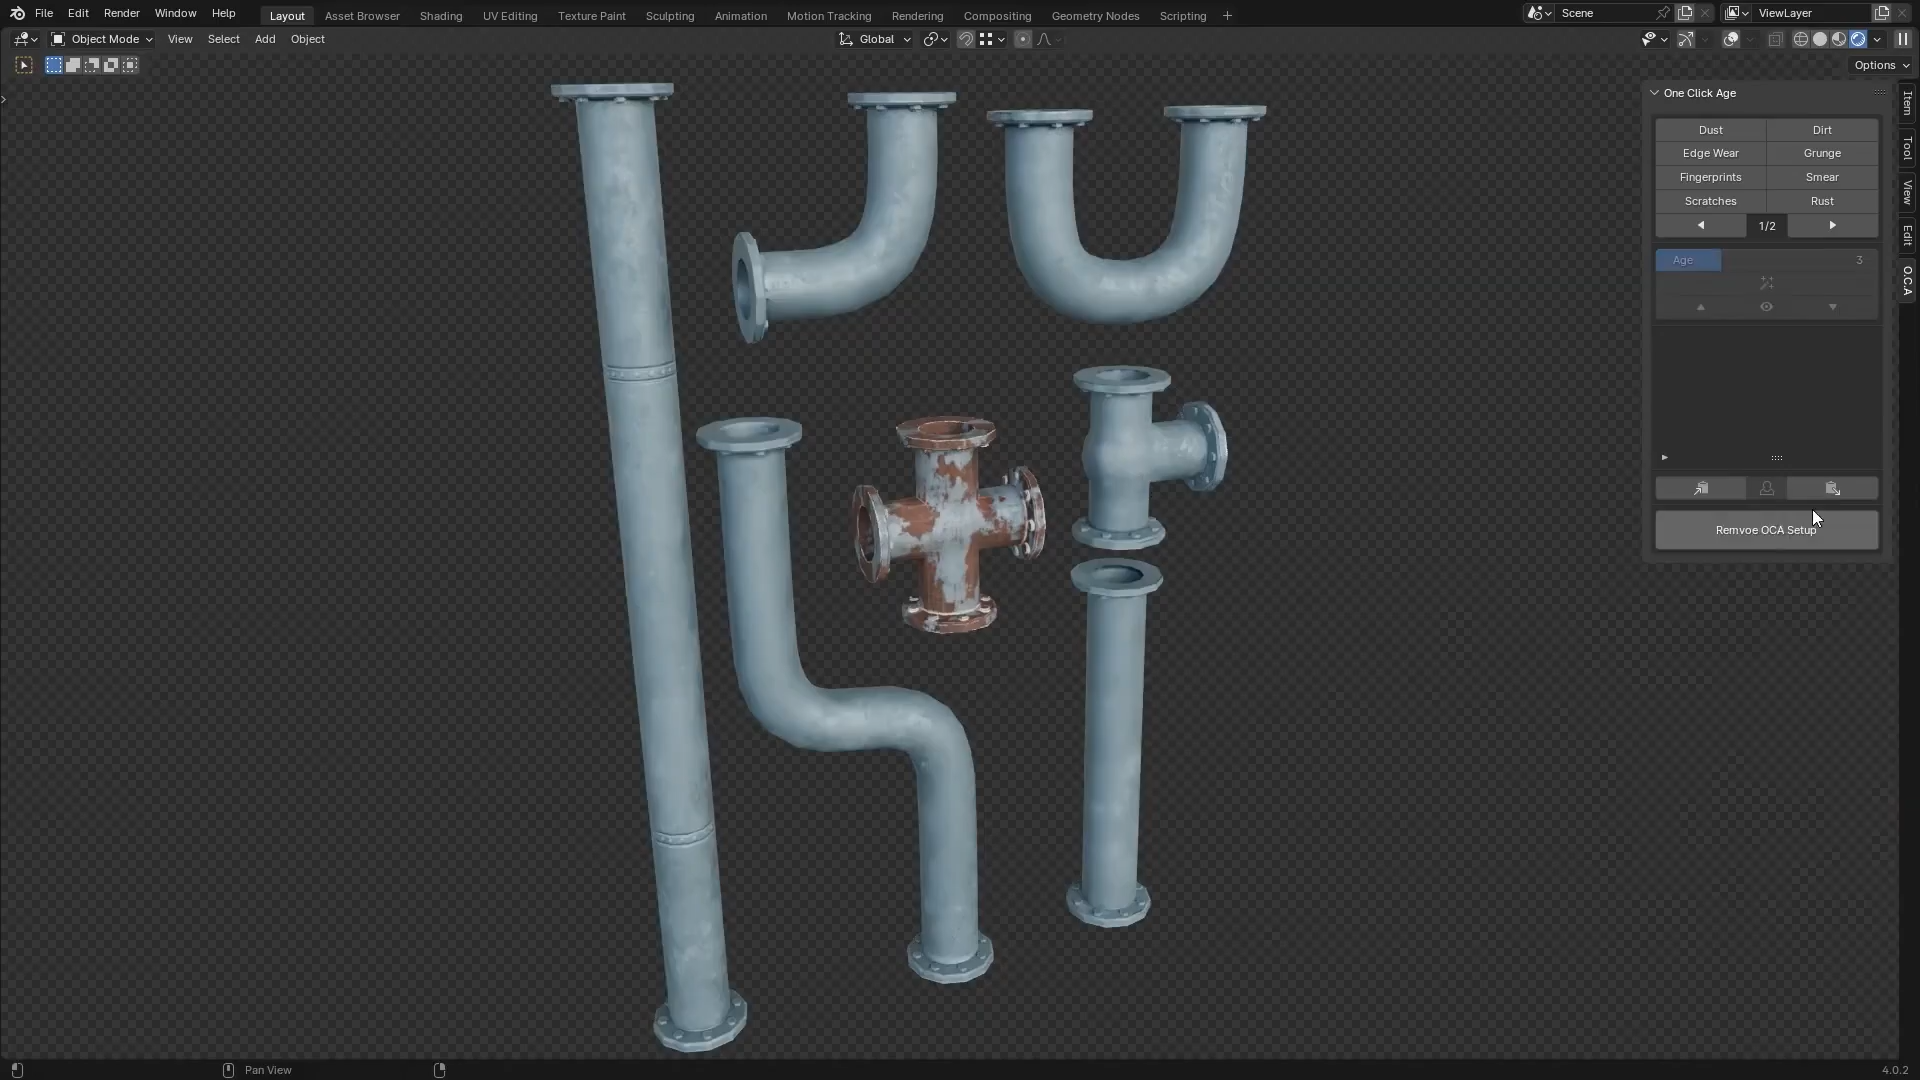 File Edit Render Window Help
Layout Asset Browser Shading UV Editing Texture Paint Sculpting Animation Motion Tracking Rendering Compositing Geometry Nodes Scripting +
Scene
ViewLayer
Object Mode View Select Add Object
Global
Options
One Click Age
Dust Dirt
Edge Wear Grunge
Fingerprints Smear
Scratches Rust
1/2
Age 3
Remvoe OCA Setup
Item
Tool
View
Edit
O.C.A
Pan View
4.0.2